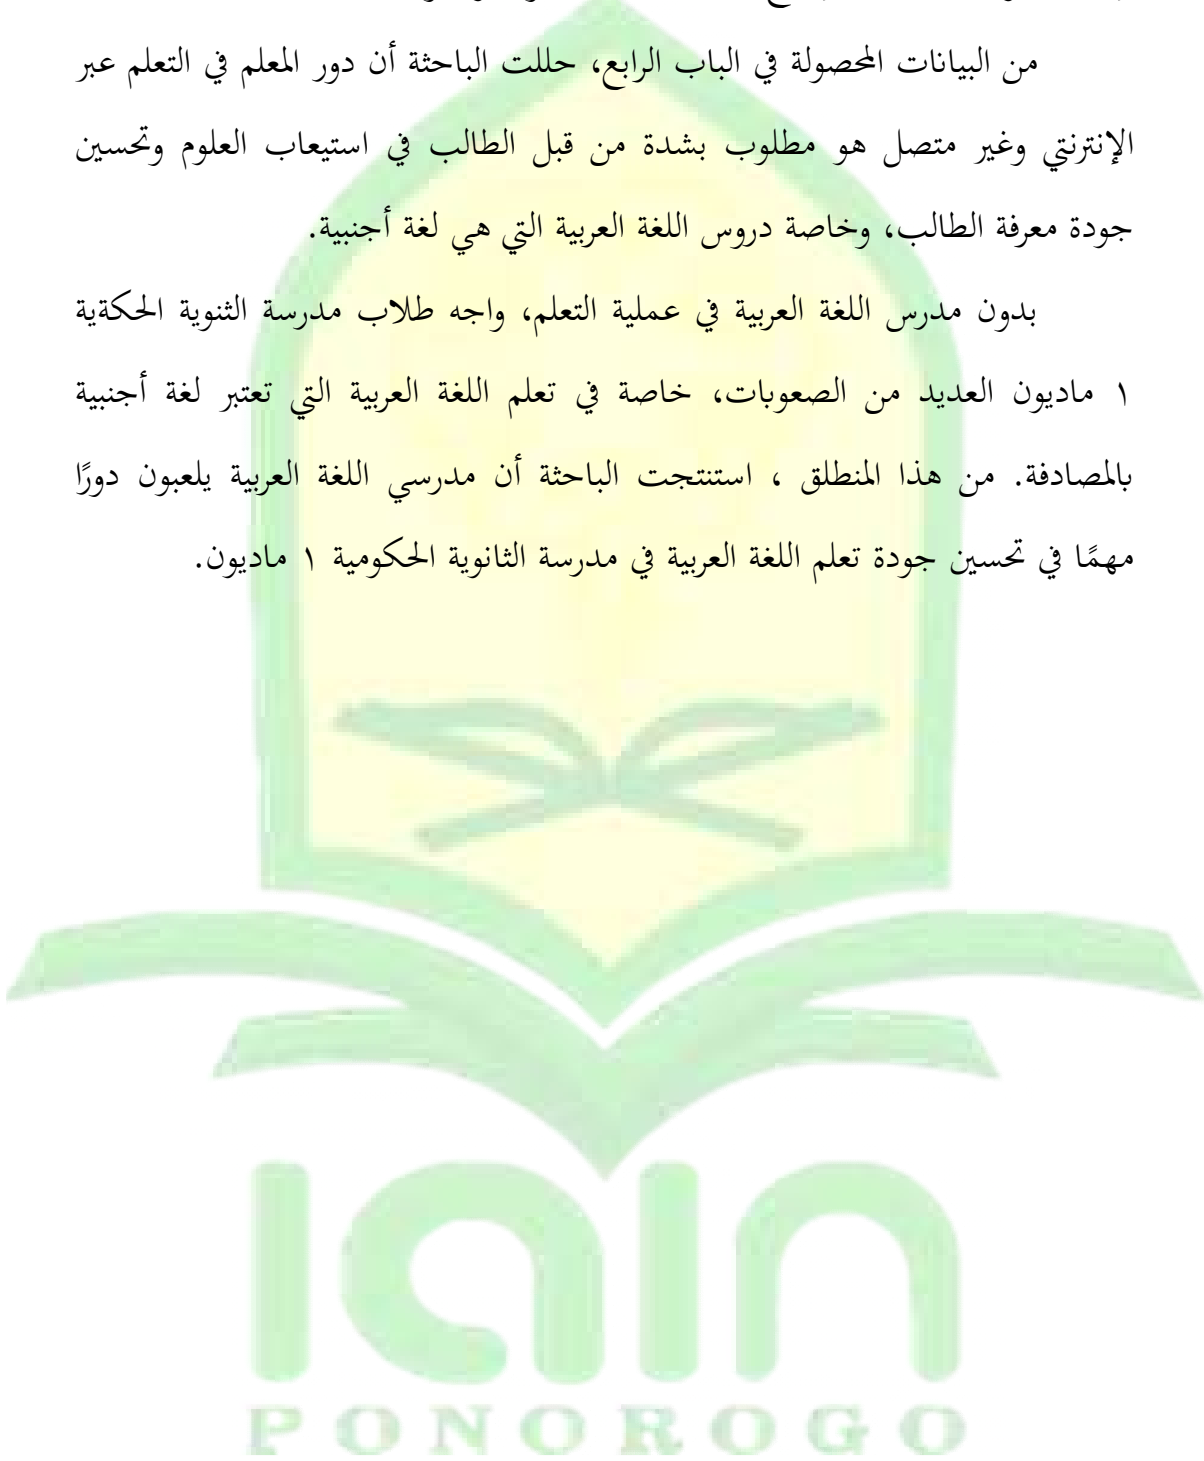 من البيانات المحصولة في الباب الرابع، حللت الباحثة أن دور المعلم في التعلم عبر
الإنترنتي وغير متصل هو مطلوب بشدة من قبل الطالب في استيعاب العلوم وتحسين
جودة معرفة الطالب، وخاصة دروس اللغة العربية التي هي لغة أجنبية.
بدون مدرس اللغة العربية في عملية التعلم، واجه طلاب مدرسة الثنوية الحكةية
١ ماديون العديد من الصعوبات، خاصة في تعلم اللغة العربية التي تعتبر لغة أجنبية
بالمصادفة. من هذا المنطلق ، استنتجت الباحثة أن مدرسي اللغة العربية يلعبون دورًا
مهمًا في تحسين جودة تعلم اللغة العربية في مدرسة الثانوية الحكومية ١ ماديون.
iain
PONOROGO